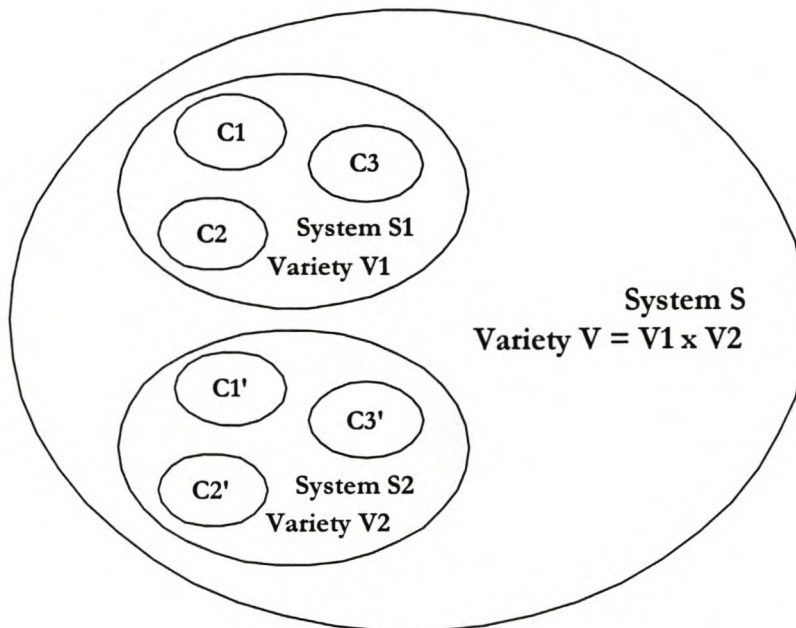 C1
C3
C2
System S1
Variety V1
System S
Variety V = V1 x V2
C1'
C3'
C2'
System S2
Variety V2